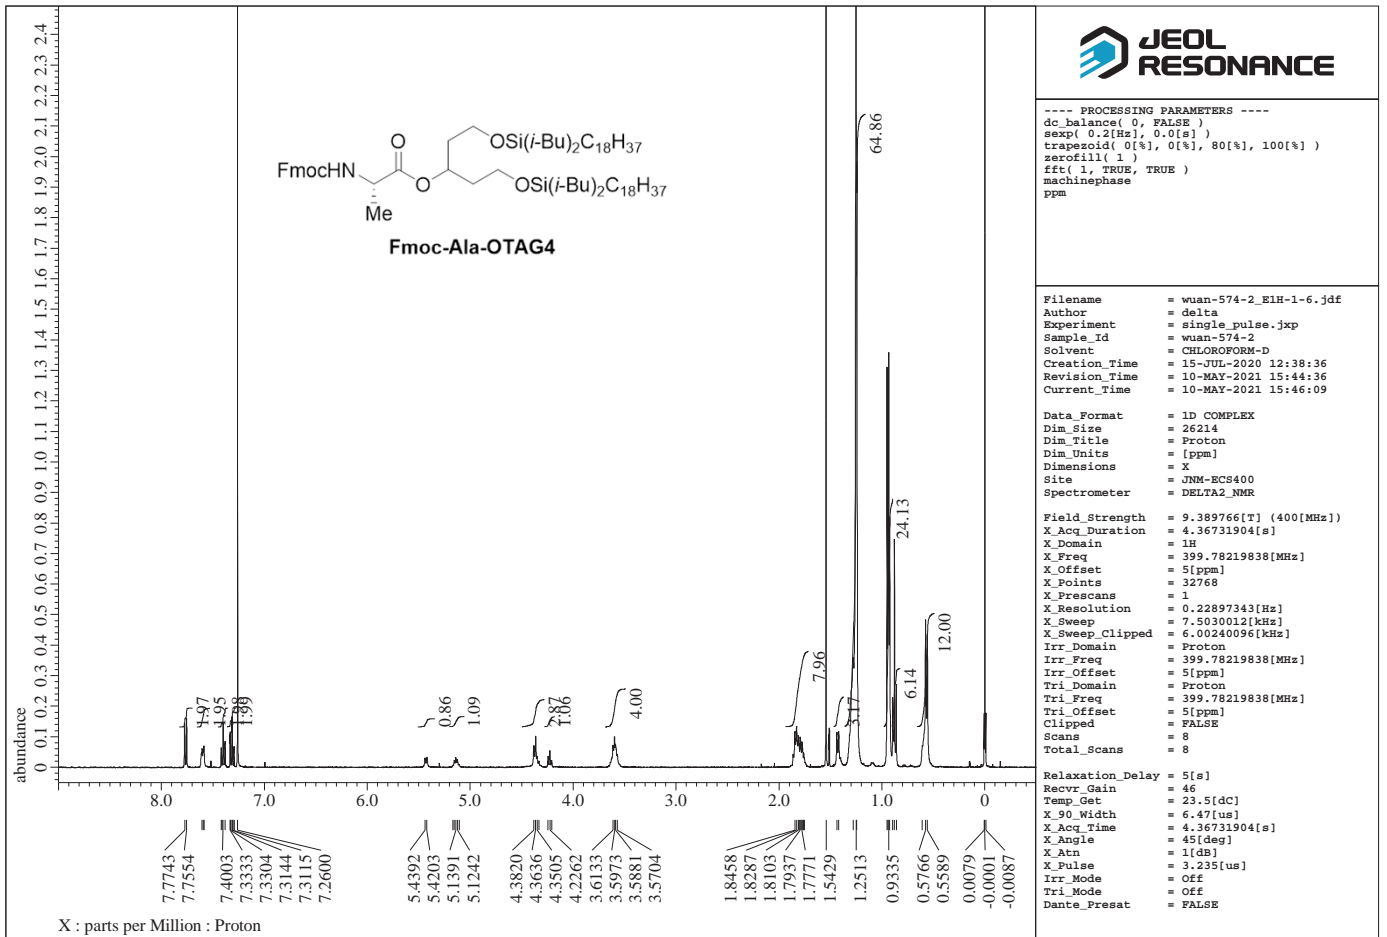 JEOL
RESONANCE
---- PROCESSING PARAMETERS ----
dc_balance( 0, FALSE )
sexp( 0.2[Hz], 0.0[s] )
trapezoid( 0[%], 0[%], 80[%], 100[%] )
zerofill( 1 )
fft( 1, TRUE, TRUE )
machinephase
ppm
Filename = wuan-574-2_E1H-1-6.jdf
Author = delta
Experiment = single_pulse.jxp
Sample_Id = wuan-574-2
Solvent = CHLOROFORM-D
Creation_Time = 15-JUL-2020 12:38:36
Revision_Time = 10-MAY-2021 15:44:36
Current_Time = 10-MAY-2021 15:46:09
Data_Format = 1D COMPLEX
Dim_Size = 26214
Dim_Title = Proton
Dim_Units = [ppm]
Dimensions = X
Site = JNM-ECS400
Spectrometer = DELTA2_NMR
Field_Strength = 9.389766[T] (400[MHz])
X_Acq_Duration = 4.36731904[s]
X_Domain = 1H
X_Freq = 399.78219838[MHz]
X_Offset = 5[ppm]
X_Points = 32768
X_Prescans = 1
X_Resolution = 0.22897343[Hz]
X_Sweep = 7.5030012[kHz]
X_Sweep_Clipped = 6.00240096[kHz]
Irr_Domain = Proton
Irr_Freq = 399.78219838[MHz]
Irr_Offset = 5[ppm]
Tri_Domain = Proton
Tri_Freq = 399.78219838[MHz]
Tri_Offset = 5[ppm]
Clipped = FALSE
Scans = 8
Total_Scans = 8
Relaxation_Delay = 5[s]
Recvr_Gain = 46
Temp_Get = 23.5[dC]
X_90_Width = 6.47[us]
X_Acq_Time = 4.36731904[s]
X_Angle = 45[deg]
X_Atn = 1[dB]
X_Pulse = 3.235[us]
Irr_Mode = Off
Tri_Mode = Off
Dante_Presat = FALSE
abundance
2.4
2.3
2.2
2.1
2.0
1.9
1.8
1.7
1.6
1.5
1.4
1.3
1.2
1.1
1.0
0.9
0.8
0.7
0.6
0.5
0.4
0.3
0.2
0.1
0
OSi(i-Bu)2C18H37
O
FmocHN
O
OSi(i-Bu)2C18H37
Me
Fmoc-Ala-OTAG4
1.97
1.95
1.98
1.99
0.86
1.09
1.06
4.00
7.96
3.17
64.86
24.13
6.14
12.00
8.0 7.0 6.0 5.0 4.0 3.0 2.0 1.0 0
7.7743
7.7554
7.4003
7.3333
7.3304
7.3144
7.3115
7.2600
5.4392
5.4203
5.1391
5.1242
4.3820
4.3636
4.3505
4.2262
3.6133
3.5973
3.5881
3.5704
1.8458
1.8287
1.8103
1.7937
1.7771
1.5429
1.2513
0.9335
0.5766
0.5589
0.0079
-0.0001
-0.0087
X : parts per Million : Proton